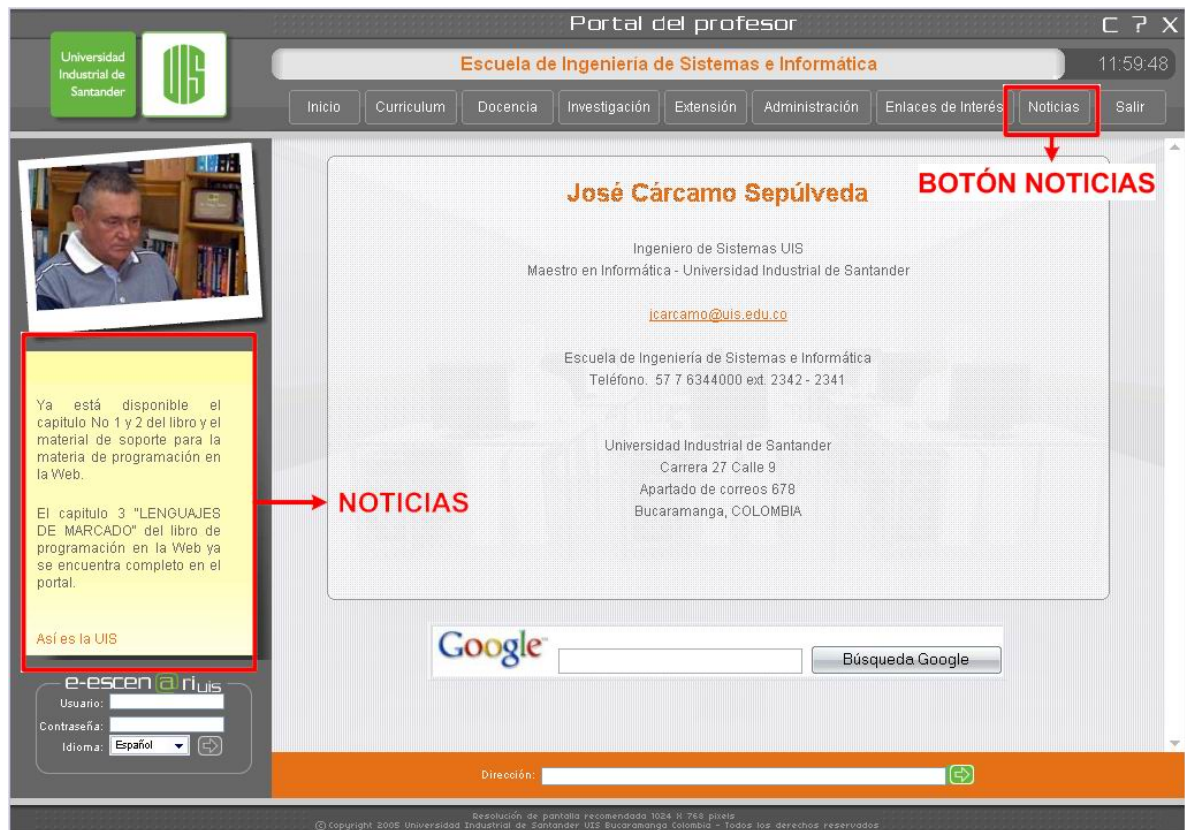 Portal del profesor
C ? X
Universidad
Industrial de
Santander
UIS
Escuela de Ingeniería de Sistemas e Informática
11:59:48
Inicio Curriculum Docencia Investigación Extensión Administración Enlaces de Interés Noticias Salir
BOTÓN NOTICIAS
José Cárcamo Sepúlveda
Ingeniero de Sistemas UIS
Maestro en Informática - Universidad Industrial de Santander
jcarcamo@uis.edu.co
Escuela de Ingeniería de Sistemas e Informática
Teléfono. 57 7 6344000 ext. 2342 - 2341
Universidad Industrial de Santander
Carrera 27 Calle 9
Apartado de correos 678
Bucaramanga, COLOMBIA
Ya está disponible el
capitulo No 1 y 2 del libro y el
material de soporte para la
materia de programación en
la Web.
El capitulo 3 "LENGUAJES
DE MARCADO" del libro de
programación en la Web ya
se encuentra completo en el
portal.
Así es la UIS
NOTICIAS
Google
Búsqueda Google
e-escen@riuis
Usuario:
Contraseña:
Idioma: Español
Dirección:
Resolución de pantalla recomendada 1024 X 768 pixels
© Copyright 2005 Universidad Industrial de Santander UIS Bucaramanga Colombia - Todos los derechos reservados